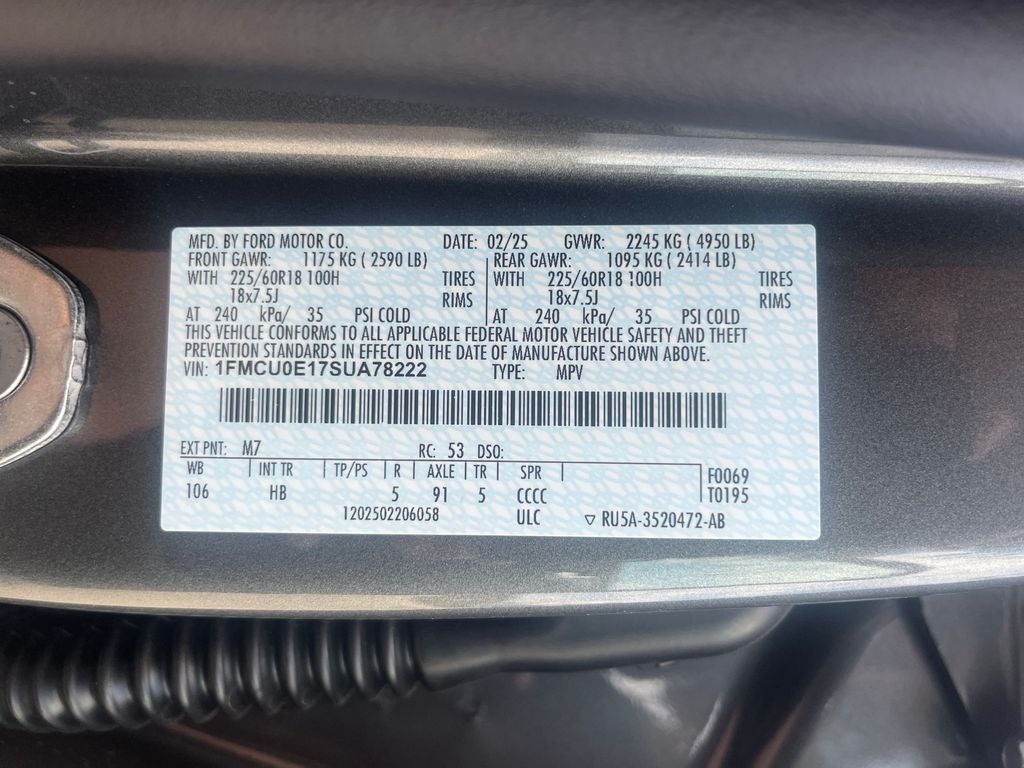 MFD. BY FORD MOTOR CO. DATE: 02/25 GVWR: 2245 KG ( 4950 LB)
FRONT GAWR: 1175 KG ( 2590 LB) REAR GAWR: 1095 KG ( 2414 LB)
WITH 225/60R18 100H TIRES WITH 225/60R18 100H TIRES
18x7.5J RIMS 18x7.5J RIMS
AT 240 kPa/ 35 PSI COLD AT 240 kPa/ 35 PSI COLD
THIS VEHICLE CONFORMS TO ALL APPLICABLE FEDERAL MOTOR VEHICLE SAFETY AND THEFT
PREVENTION STANDARDS IN EFFECT ON THE DATE OF MANUFACTURE SHOWN ABOVE.
VIN: 1FMCU0E17SUA78222 TYPE: MPV
EXT PNT: M7 RC: 53 DSO:
WB INT TR TP/PS R AXLE TR SPR F0069
106 HB 5 91 5 CCCC T0195
1202502206058 ULC ▽ RU5A-3520472-AB